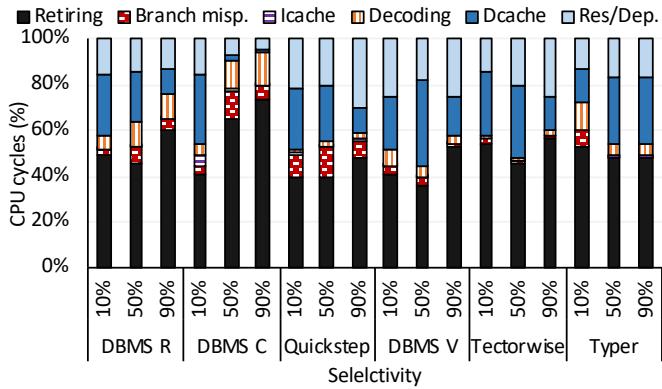 Retiring Branch misp. Icache Decoding Dcache Res/Dep.
CPU cycles (%)
100%
80%
60%
40%
20%
0%
10% 50% 90% 10% 50% 90% 10% 50% 90% 10% 50% 90% 10% 50% 90% 10% 50% 90%
DBMS R DBMS C Quickstep DBMS V Tectorwise Typer
Selelctivity